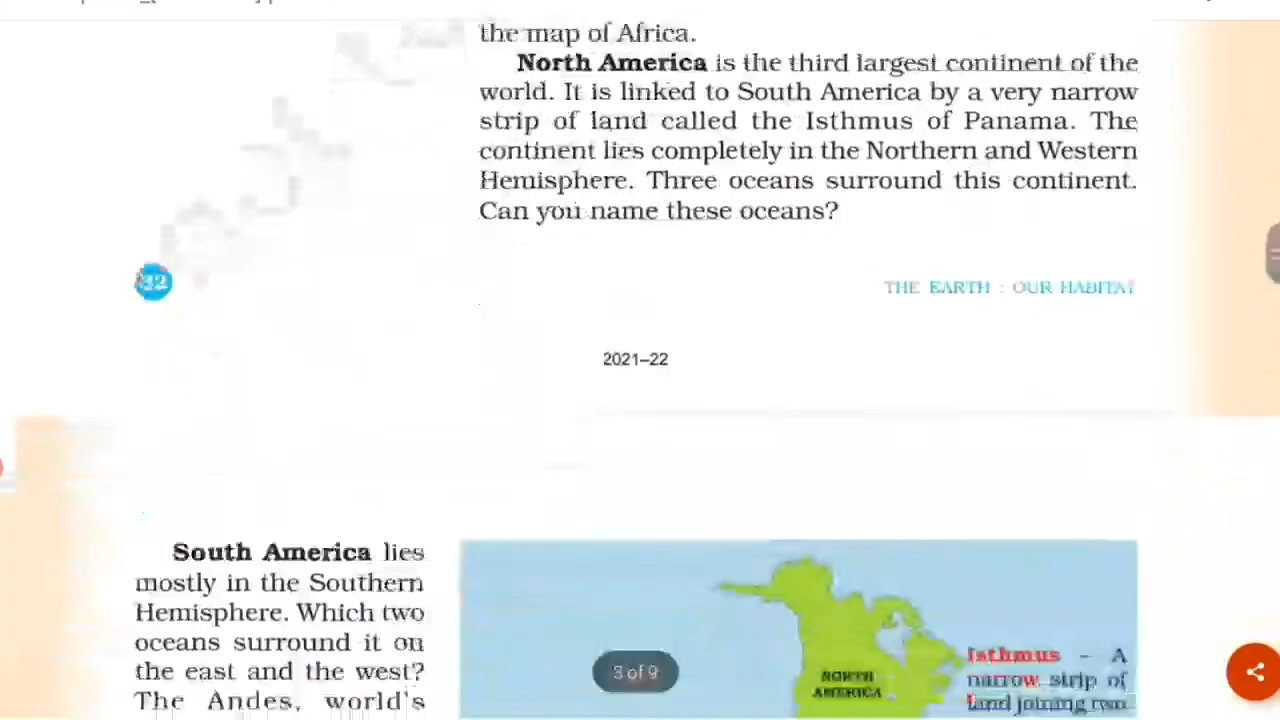 the map of Africa.
North America is the third largest continent of the
world. It is linked to South America by a very narrow
strip of land called the Isthmus of Panama. The
continent lies completely in the Northern and Western
Hemisphere. Three oceans surround this continent.
Can you name these oceans?
THE EARTH : OUR HABITAT
2021–22
South America lies
mostly in the Southern
Hemisphere. Which two
oceans surround it on
the east and the west?
The Andes, world's
NORTH
AMERICA
Isthmus – A
narrow strip of
land joining two
3 of 9